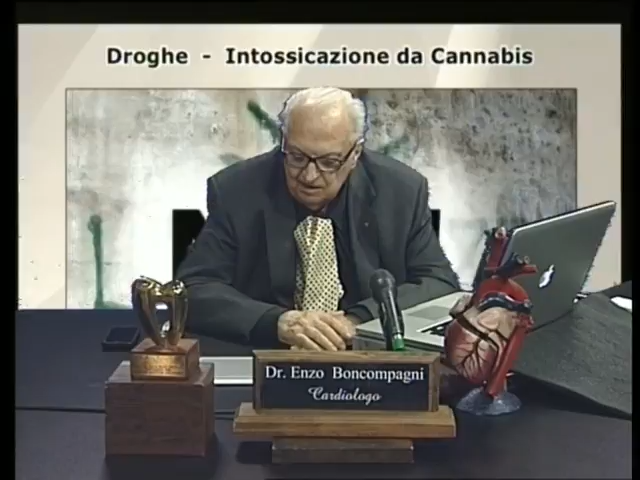 Droghe - Intossicazione da Cannabis
Dr. Enzo Boncompagni
Cardiologo